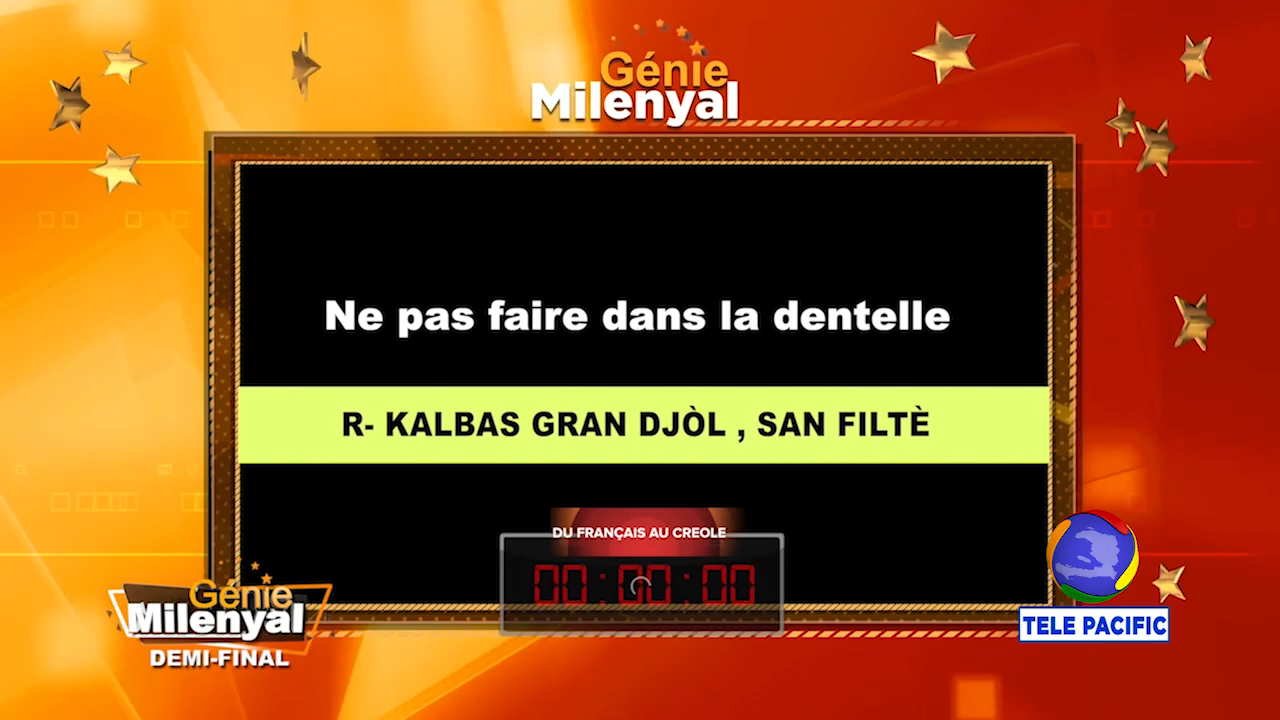 Génie
Milenyal
Ne pas faire dans la dentelle
R- KALBAS GRAN DJÒL , SAN FILTÈ
DU FRANÇAIS AU CREOLE
00:00:00
Génie
Milenyal
DEMI-FINAL
TELE PACIFIC